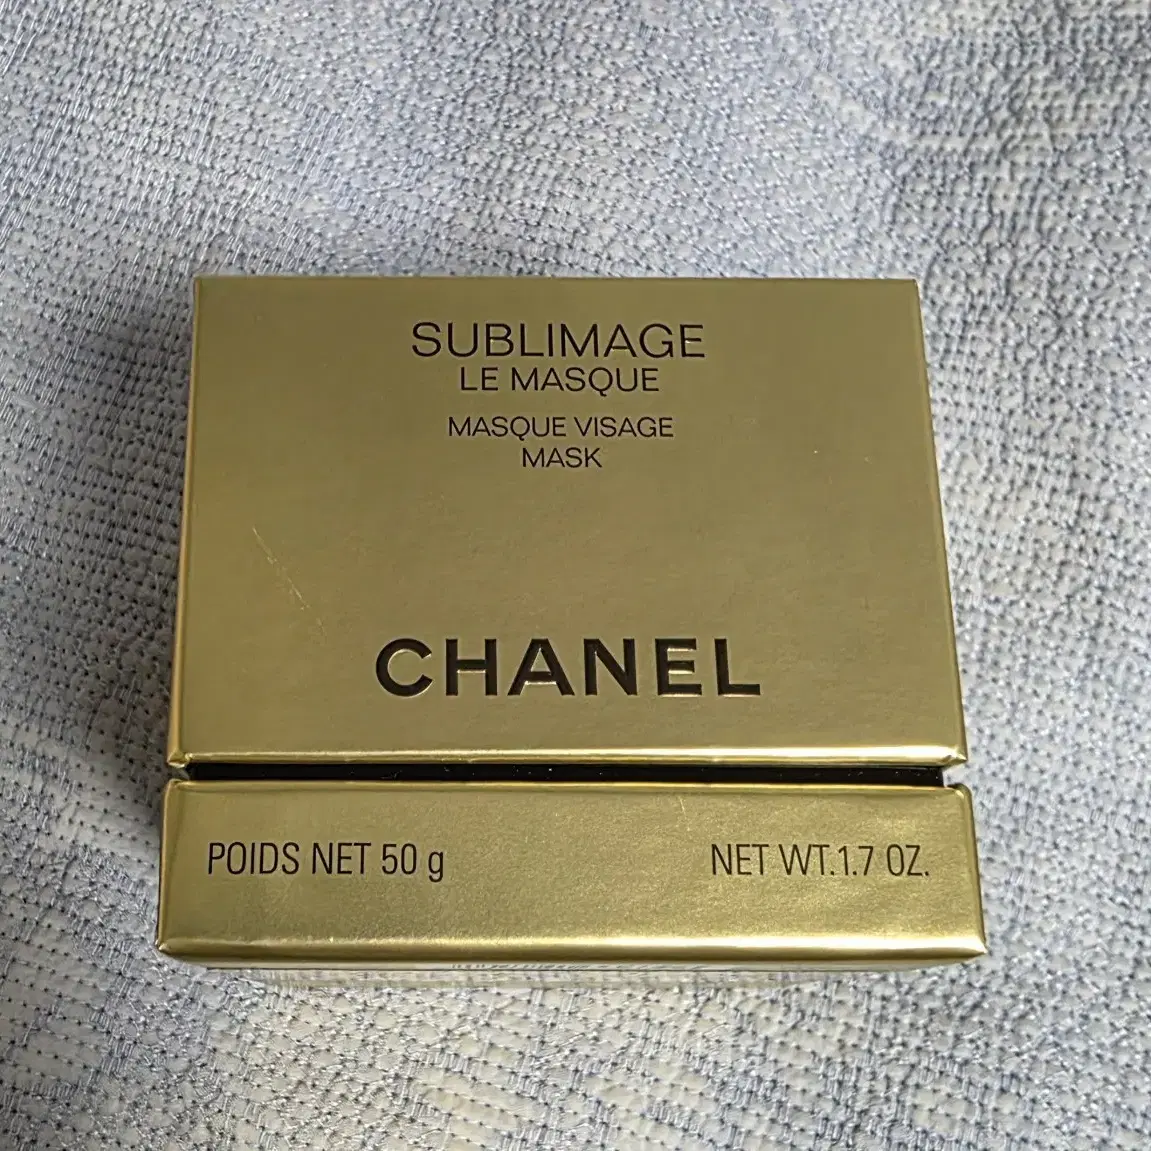 SUBLIMAGE
LE MASQUE
MASQUE VISAGE
MASK
CHANEL
POIDS NET 50 g NET WT.1.7 OZ.